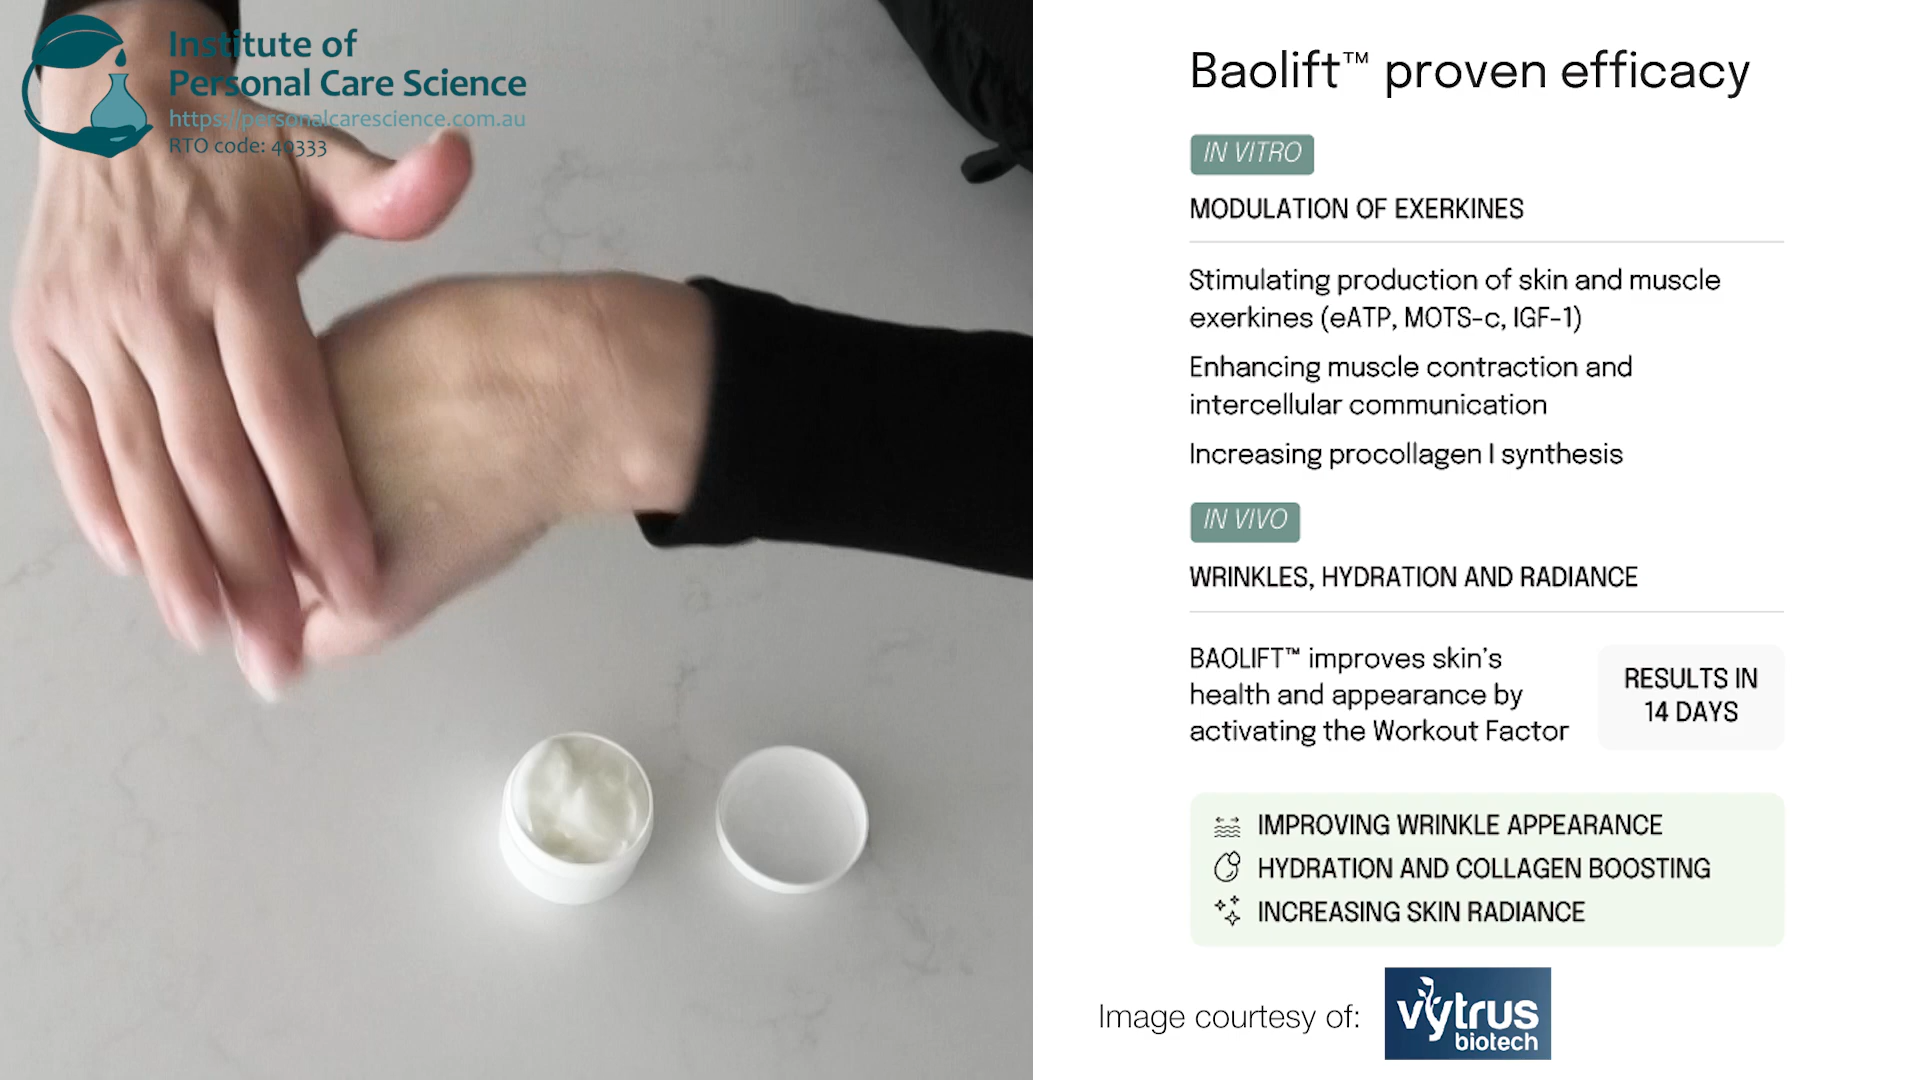 Institute of
Personal Care Science
https://personalcarescience.com.au
RTO code: 40333
Baolift™ proven efficacy
IN VITRO
MODULATION OF EXERKINES
Stimulating production of skin and muscle
exerkines (eATP, MOTS-c, IGF-1)
Enhancing muscle contraction and
intercellular communication
Increasing procollagen I synthesis
IN VIVO
WRINKLES, HYDRATION AND RADIANCE
BAOLIFT™ improves skin's
health and appearance by
activating the Workout Factor
RESULTS IN
14 DAYS
IMPROVING WRINKLE APPEARANCE
HYDRATION AND COLLAGEN BOOSTING
INCREASING SKIN RADIANCE
Image courtesy of:
vytrus
biotech